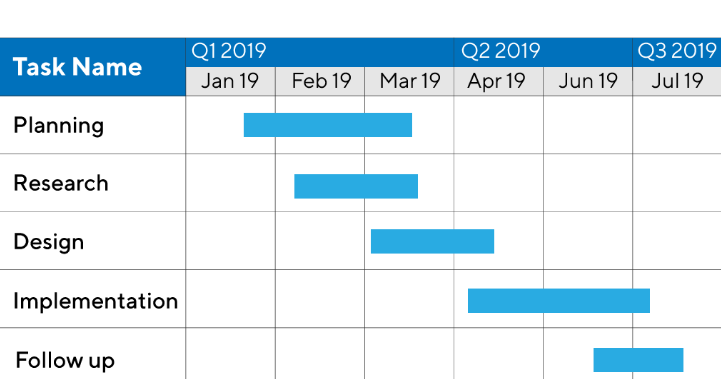 Task Name
Q1 2019 Q2 2019 Q3 2019
Jan 19 Feb 19 Mar 19 Apr 19 Jun 19 Jul 19
Planning
Research
Design
Implementation
Follow up